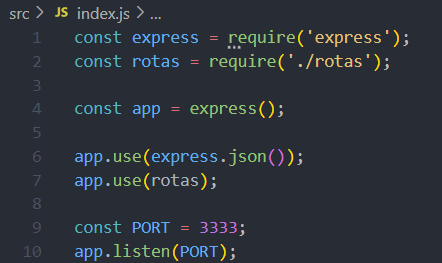 src > JS index.js > ...
1 const express = require('express');
2 const rotas = require('./rotas');
3
4 const app = express();
5
6 app.use(express.json());
7 app.use(rotas);
8
9 const PORT = 3333;
10 app.listen(PORT);